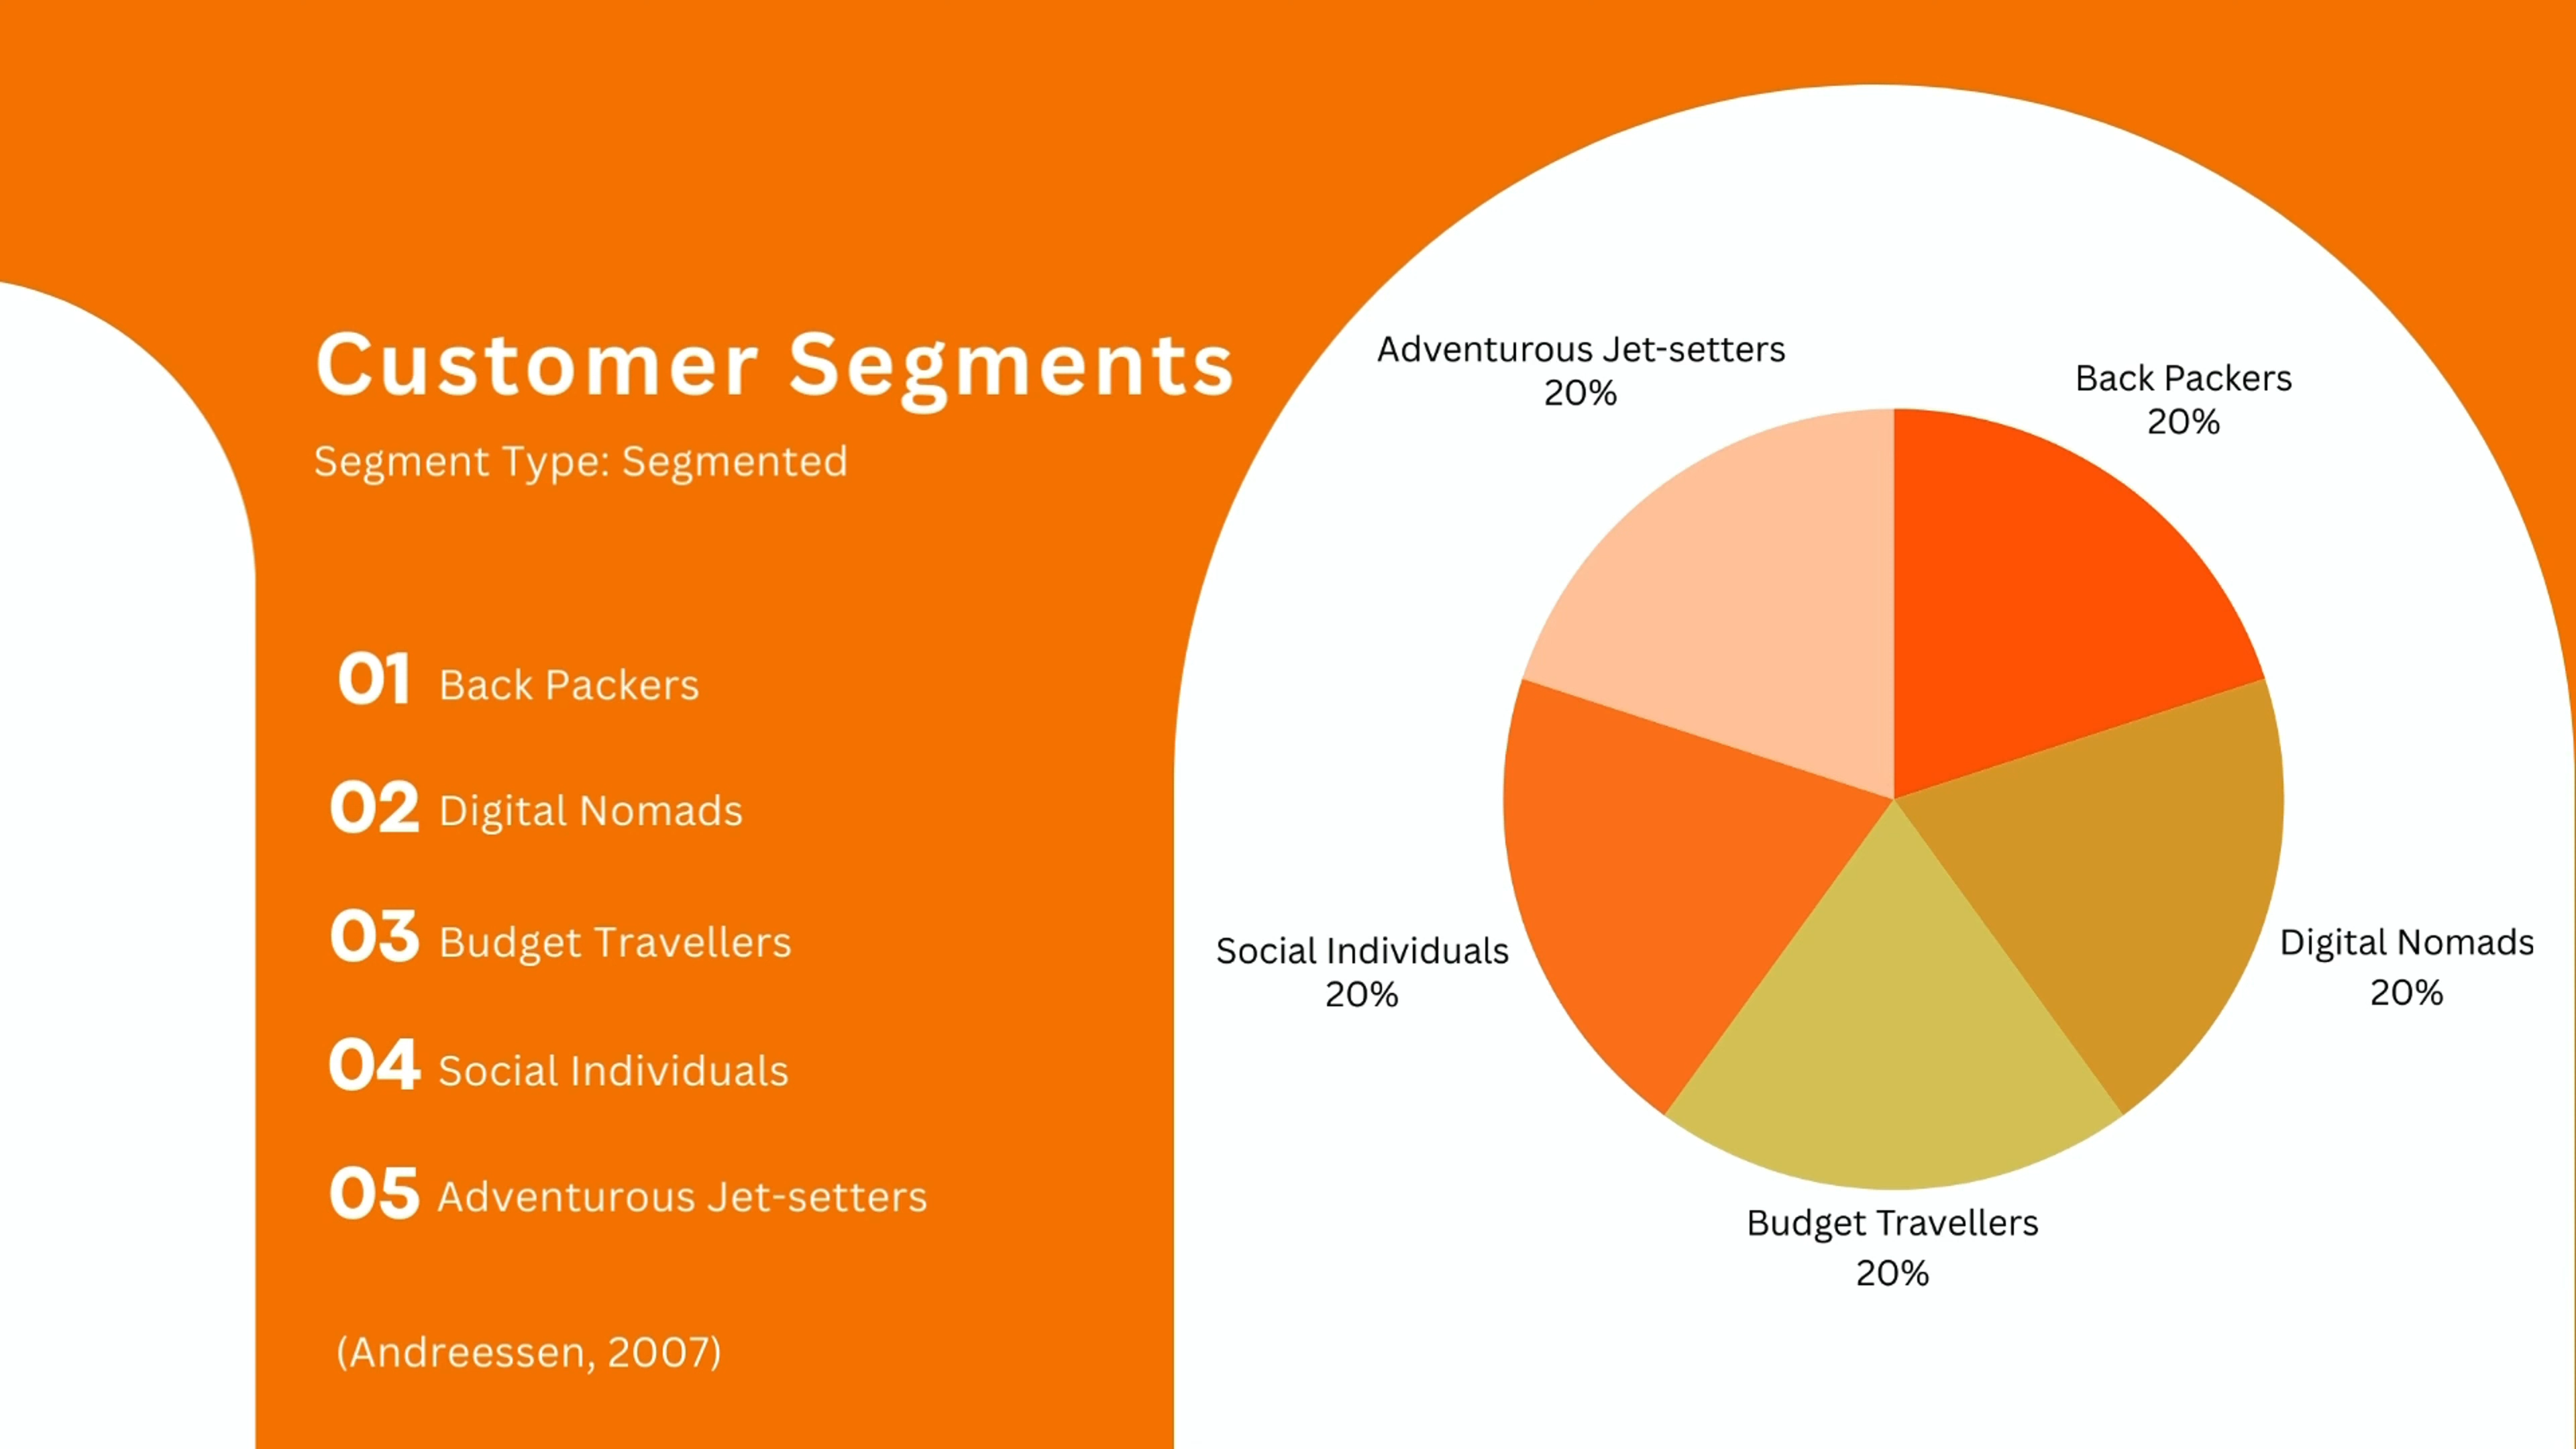 Customer Segments
Segment Type: Segmented
01 Back Packers
02 Digital Nomads
03 Budget Travellers
04 Social Individuals
05 Adventurous Jet-setters
(Andreessen, 2007)
Adventurous Jet-setters
20%
Back Packers
20%
Social Individuals
20%
Digital Nomads
20%
Budget Travellers
20%